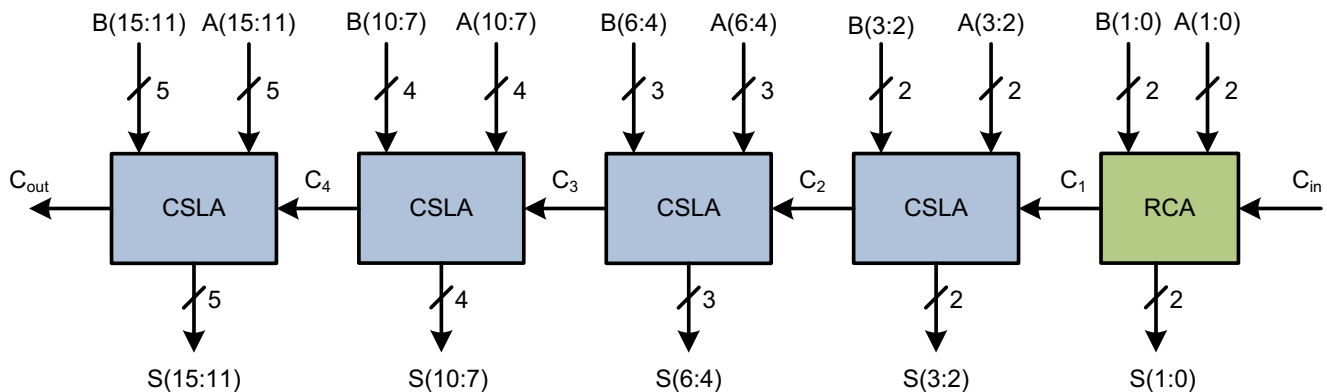 B(15:11) A(15:11) B(10:7) A(10:7) B(6:4) A(6:4) B(3:2) A(3:2) B(1:0) A(1:0)
5 5 4 4 3 3 2 2 2 2
Cout CSLA C4 CSLA C3 CSLA C2 CSLA C1 RCA Cin
5 4 3 2 2
S(15:11) S(10:7) S(6:4) S(3:2) S(1:0)